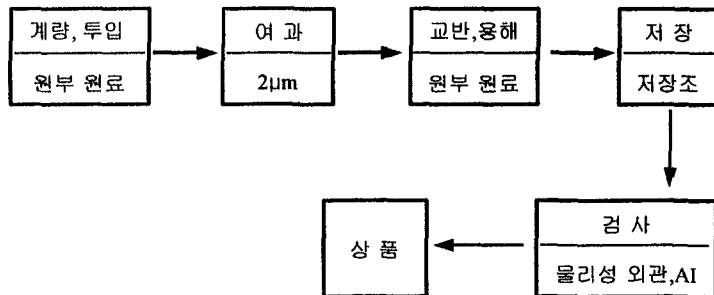 계량, 투입
원부 원료
여 과
2μm
교반,용해
원부 원료
저 장
저장조
검 사
물리성 외관,AI
상 품